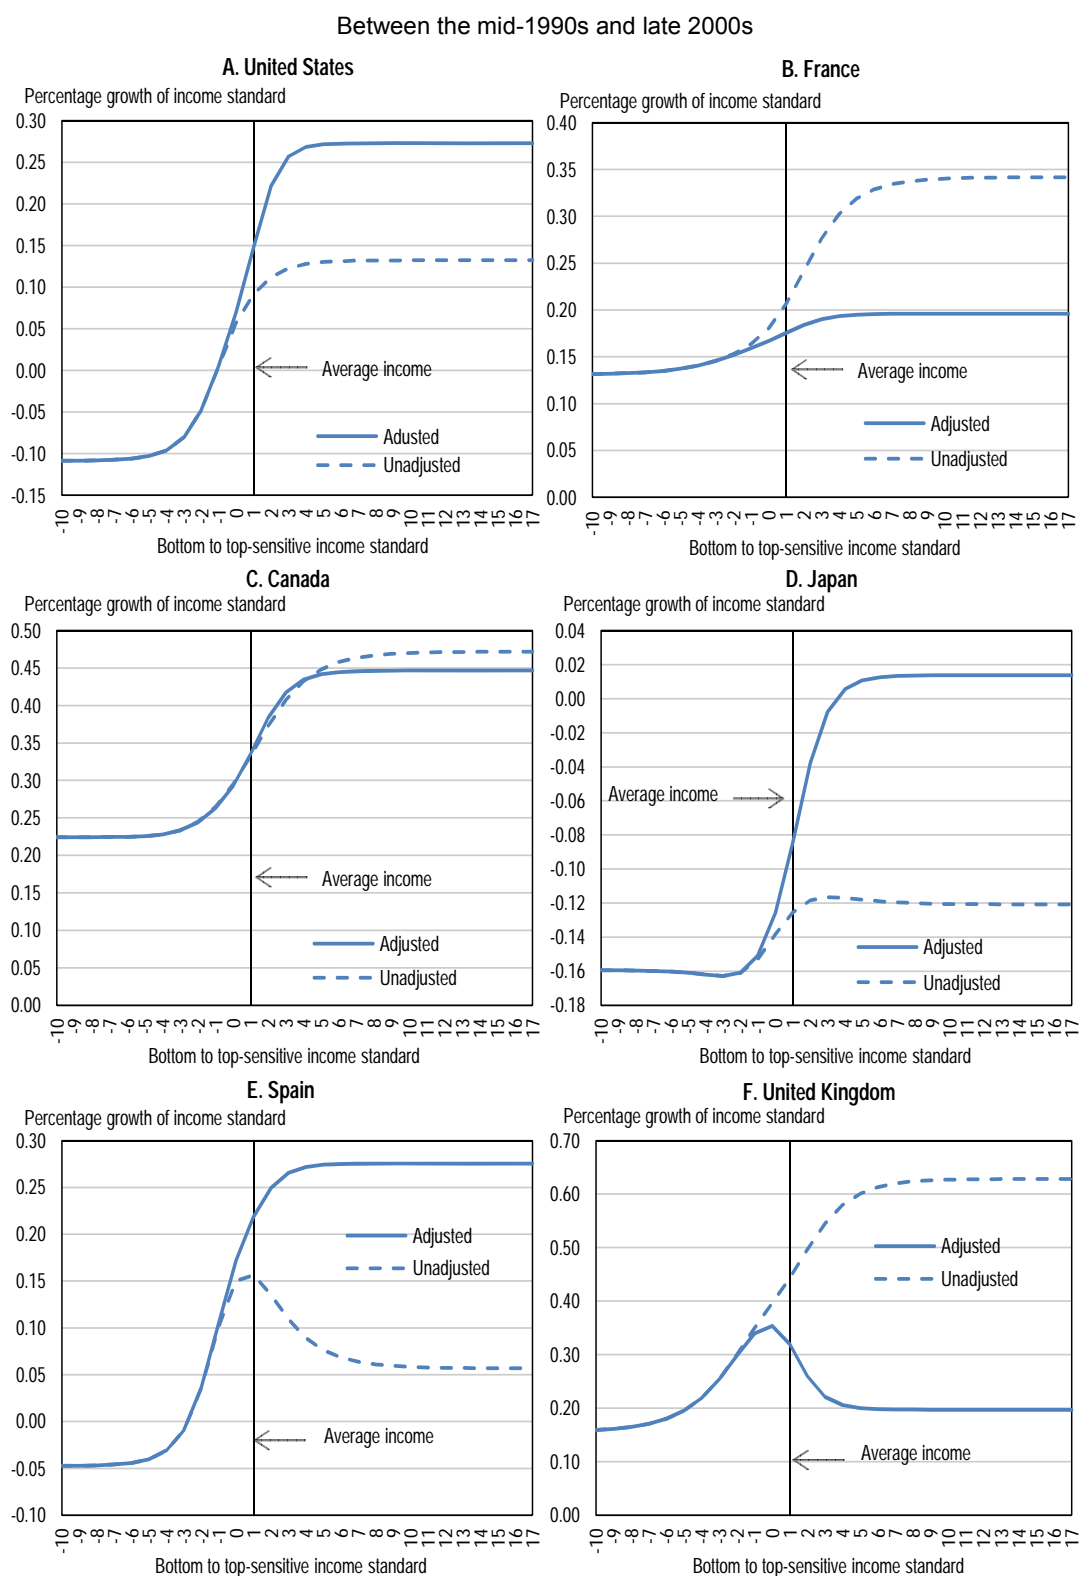 Between the mid-1990s and late 2000s
A. United States
Percentage growth of income standard
0.30
0.25
0.20
0.15
0.10
0.05
0.00
-0.05
-0.10
-0.15
Average income
Adusted
Unadjusted
-10 -9 -8 -7 -6 -5 -4 -3 -2 -1 0 1 2 3 4 5 6 7 8 9 10 11 12 13 14 15 16 17
Bottom to top-sensitive income standard
B. France
Percentage growth of income standard
0.40
0.35
0.30
0.25
0.20
0.15
0.10
0.05
0.00
Average income
Adjusted
Unadjusted
-10 -9 -8 -7 -6 -5 -4 -3 -2 -1 0 1 2 3 4 5 6 7 8 9 10 11 12 13 14 15 16 17
Bottom to top-sensitive income standard
C. Canada
Percentage growth of income standard
0.50
0.45
0.40
0.35
0.30
0.25
0.20
0.15
0.10
0.05
0.00
Average income
Adjusted
Unadjusted
-10 -9 -8 -7 -6 -5 -4 -3 -2 -1 0 1 2 3 4 5 6 7 8 9 10 11 12 13 14 15 16 17
Bottom to top-sensitive income standard
D. Japan
Percentage growth of income standard
0.04
0.02
0.00
-0.02
-0.04
-0.06
-0.08
-0.10
-0.12
-0.14
-0.16
-0.18
Average income
Adjusted
Unadjusted
-10 -9 -8 -7 -6 -5 -4 -3 -2 -1 0 1 2 3 4 5 6 7 8 9 10 11 12 13 14 15 16 17
Bottom to top-sensitive income standard
E. Spain
Percentage growth of income standard
0.30
0.25
0.20
0.15
0.10
0.05
0.00
-0.05
-0.10
Adjusted
Unadjusted
Average income
-10 -9 -8 -7 -6 -5 -4 -3 -2 -1 0 1 2 3 4 5 6 7 8 9 10 11 12 13 14 15 16 17
Bottom to top-sensitive income standard
F. United Kingdom
Percentage growth of income standard
0.70
0.60
0.50
0.40
0.30
0.20
0.10
0.00
Adjusted
Unadjusted
Average income
-10 -9 -8 -7 -6 -5 -4 -3 -2 -1 0 1 2 3 4 5 6 7 8 9 10 11 12 13 14 15 16 17
Bottom to top-sensitive income standard